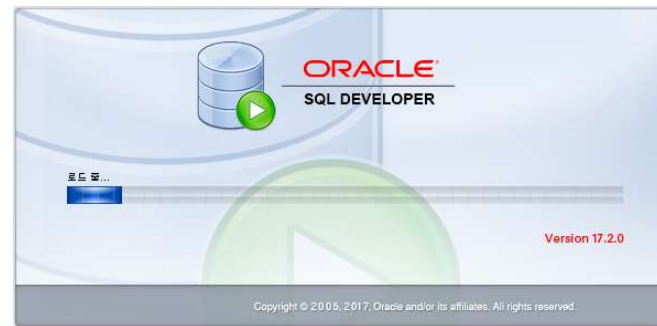 ORACLE
SQL DEVELOPER
로드 중...
Version 17.2.0
Copyright © 2005, 2017, Oracle and/or its affiliates. All rights reserved.